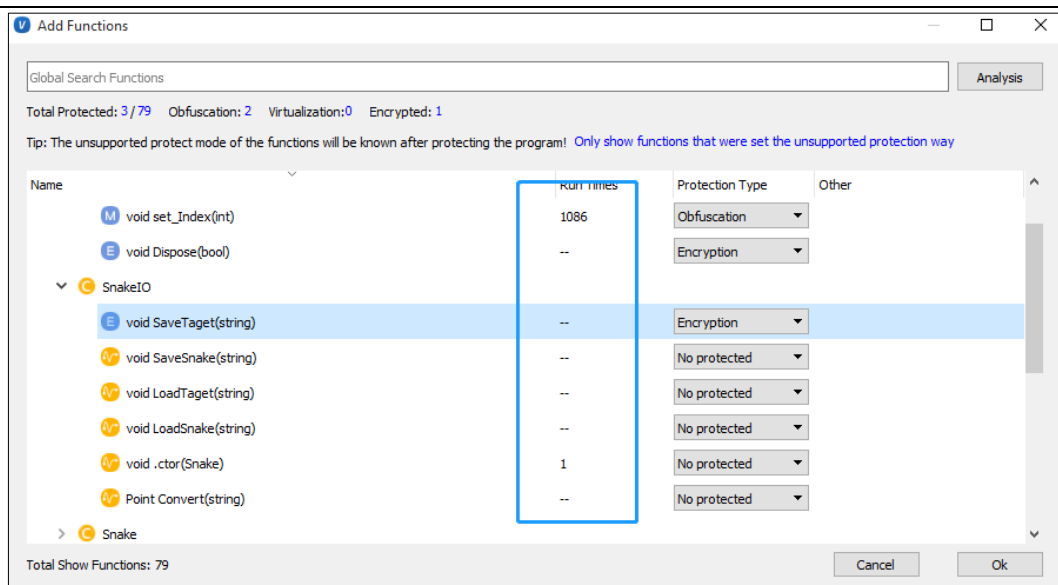 V Add Functions
Global Search Functions Analysis
Total Protected: 3/79 Obfuscation: 2 Virtualization:0 Encrypted: 1
Tip: The unsupported protect mode of the functions will be known after protecting the program! Only show functions that were set the unsupported protection way
Name Run Times Protection Type Other
M void set_Index(int) 1086 Obfuscation
E void Dispose(bool) -- Encryption
C SnakeIO
E void SaveTaget(string) -- Encryption
void SaveSnake(string) -- No protected
void LoadTaget(string) -- No protected
void LoadSnake(string) -- No protected
void .ctor(Snake) 1 No protected
Point Convert(string) -- No protected
C Snake
Total Show Functions: 79 Cancel Ok